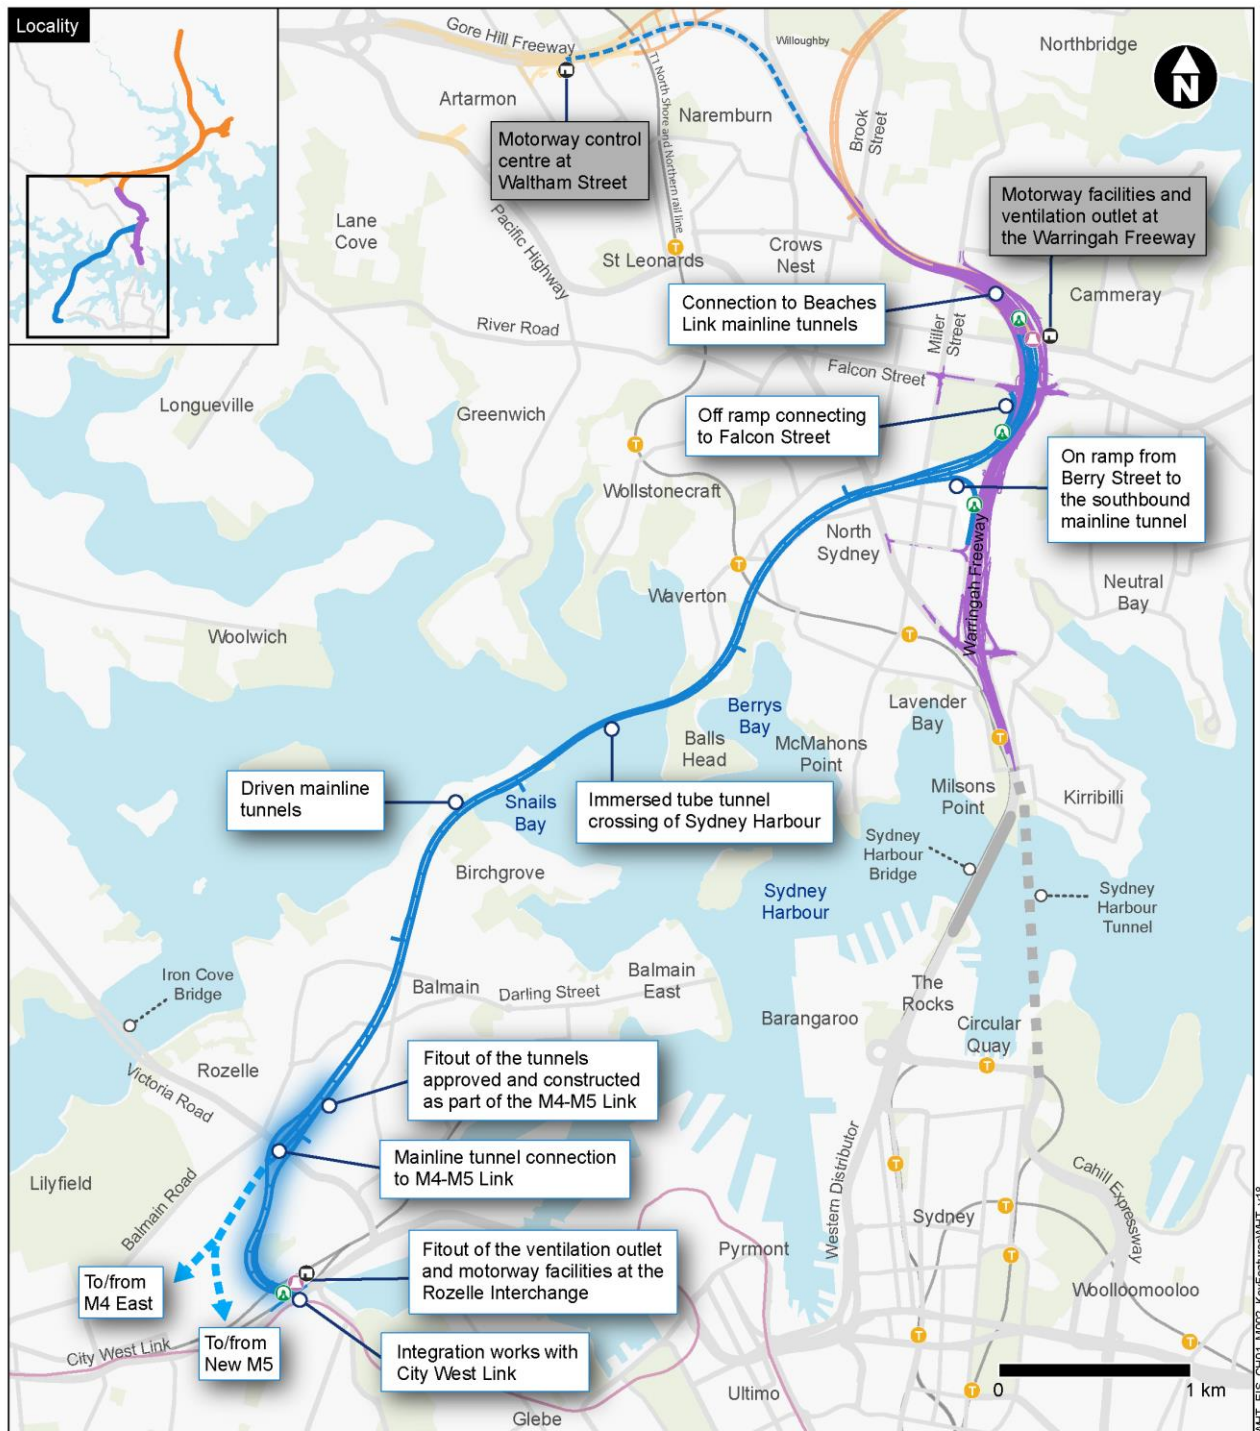 Locality
Gore Hill Freeway
Willoughby
Northbridge
N
Artarmon
T1 North Shore and Northern rail line
Naremburn
Brook
Street
Motorway control
centre at
Waltham Street
Motorway facilities and
ventilation outlet at
the Warringah Freeway
Lane
Cove
Pacific Highway
T
St Leonards
Crows
Nest
Connection to Beaches
Link mainline tunnels
Cammeray
River Road
Miller
Street
Falcon Street
Longueville
Greenwich
Off ramp connecting
to Falcon Street
T
On ramp from
Berry Street to
the southbound
mainline tunnel
Wollstonecraft
North
Sydney
T
Warringah Freeway
Neutral
Bay
Waverton
Woolwich
T
Berrys
Bay
Lavender
Bay
Balls
Head
McMahons
Point
T
Driven mainline
tunnels
Snails
Bay
Immersed tube tunnel
crossing of Sydney Harbour
Milsons
Point
Kirribilli
Sydney
Harbour
Bridge
Birchgrove
Sydney
Harbour
Sydney
Harbour
Tunnel
Iron Cove
Bridge
Balmain
Darling Street
Balmain
East
The
Rocks
Barangaroo
Circular
Quay
T
Rozelle
Victoria Road
Fitout of the tunnels
approved and constructed
as part of the M4-M5 Link
Mainline tunnel connection
to M4-M5 Link
Lilyfield
Balmain Road
Western Distributor
T
Cahill Expressway
T
Sydney
Pyrmont
T
Fitout of the ventilation outlet
and motorway facilities at the
Rozelle Interchange
To/from
M4 East
Woolloomooloo
To/from
New M5
City West Link
Integration works with
City West Link
T
T
0
1 km
T
Ultimo
Glebe